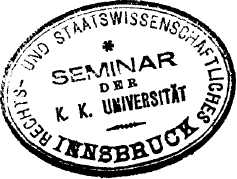 RECHTS- UND STAATSWISSENSCHAFTLICHES
*
SEMINAR
DER
K. K. UNIVERSITÄT
INNSBRUCK